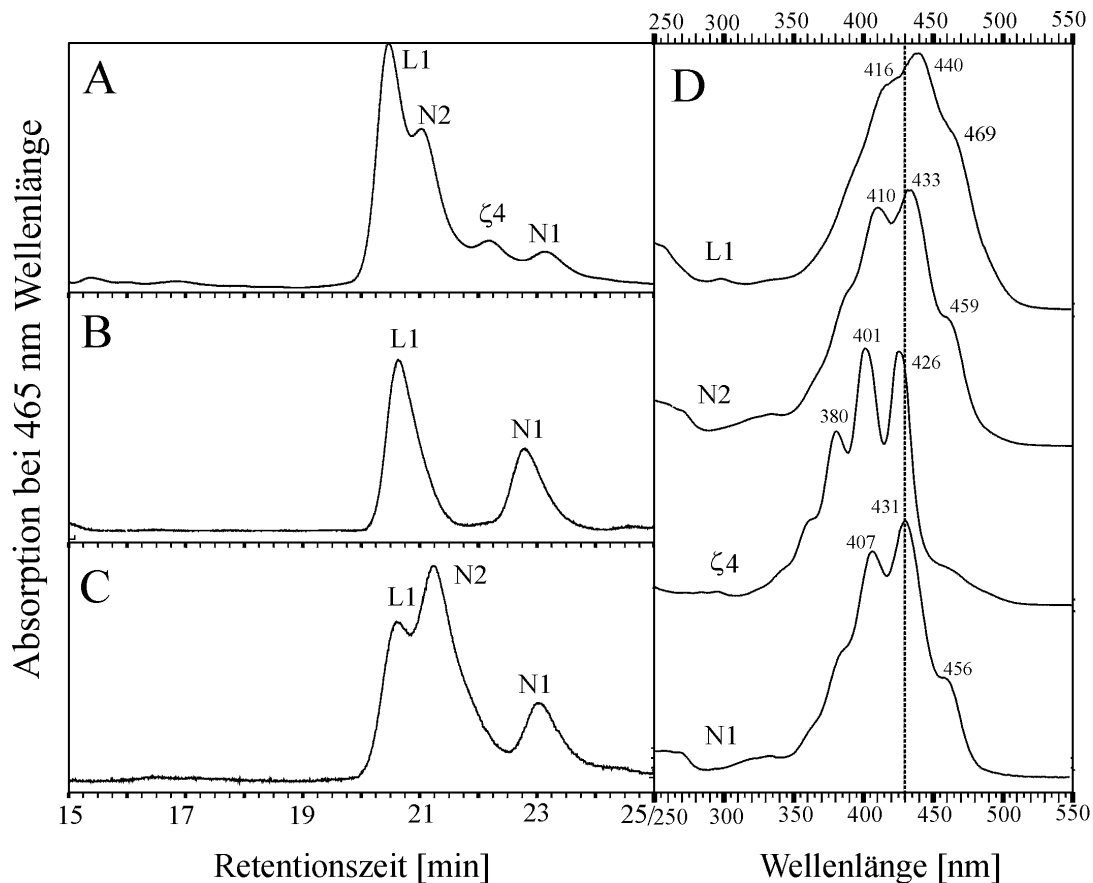 250 300 350 400 450 500 550
A
L1
N2
ζ4
N1
B
L1
N1
C
L1
N2
N1
Absorption bei 465 nm Wellenlänge
15 17 19 21 23 25
Retentionszeit [min]
D
416 440
469
L1
410 433
459
N2
401
426
380
ζ4
431
407
456
N1
/250 300 350 400 450 500 550
Wellenlänge [nm]